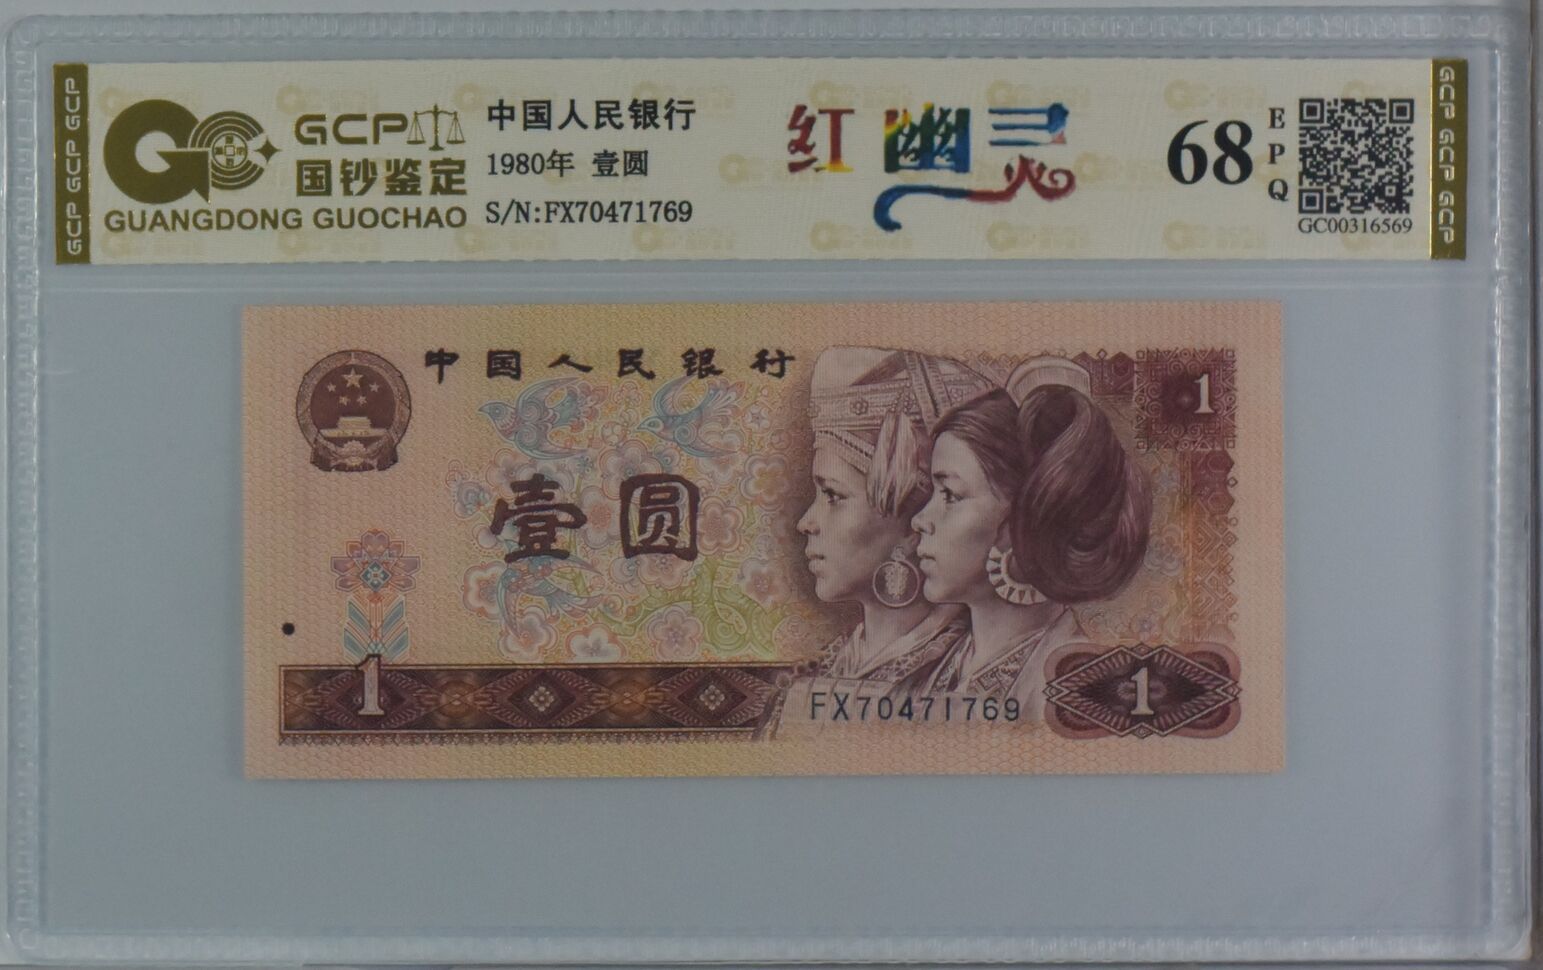 GCP GCP GCP
GCP
国钞鉴定
GUANGDONG GUOCHAO
中国人民银行
1980年 壹圆
S/N:FX70471769
红幽灵
68
EPQ
GC00316569
GCP GCP GCP
中国人民银行
1
壹圆
1
FX70471769
1